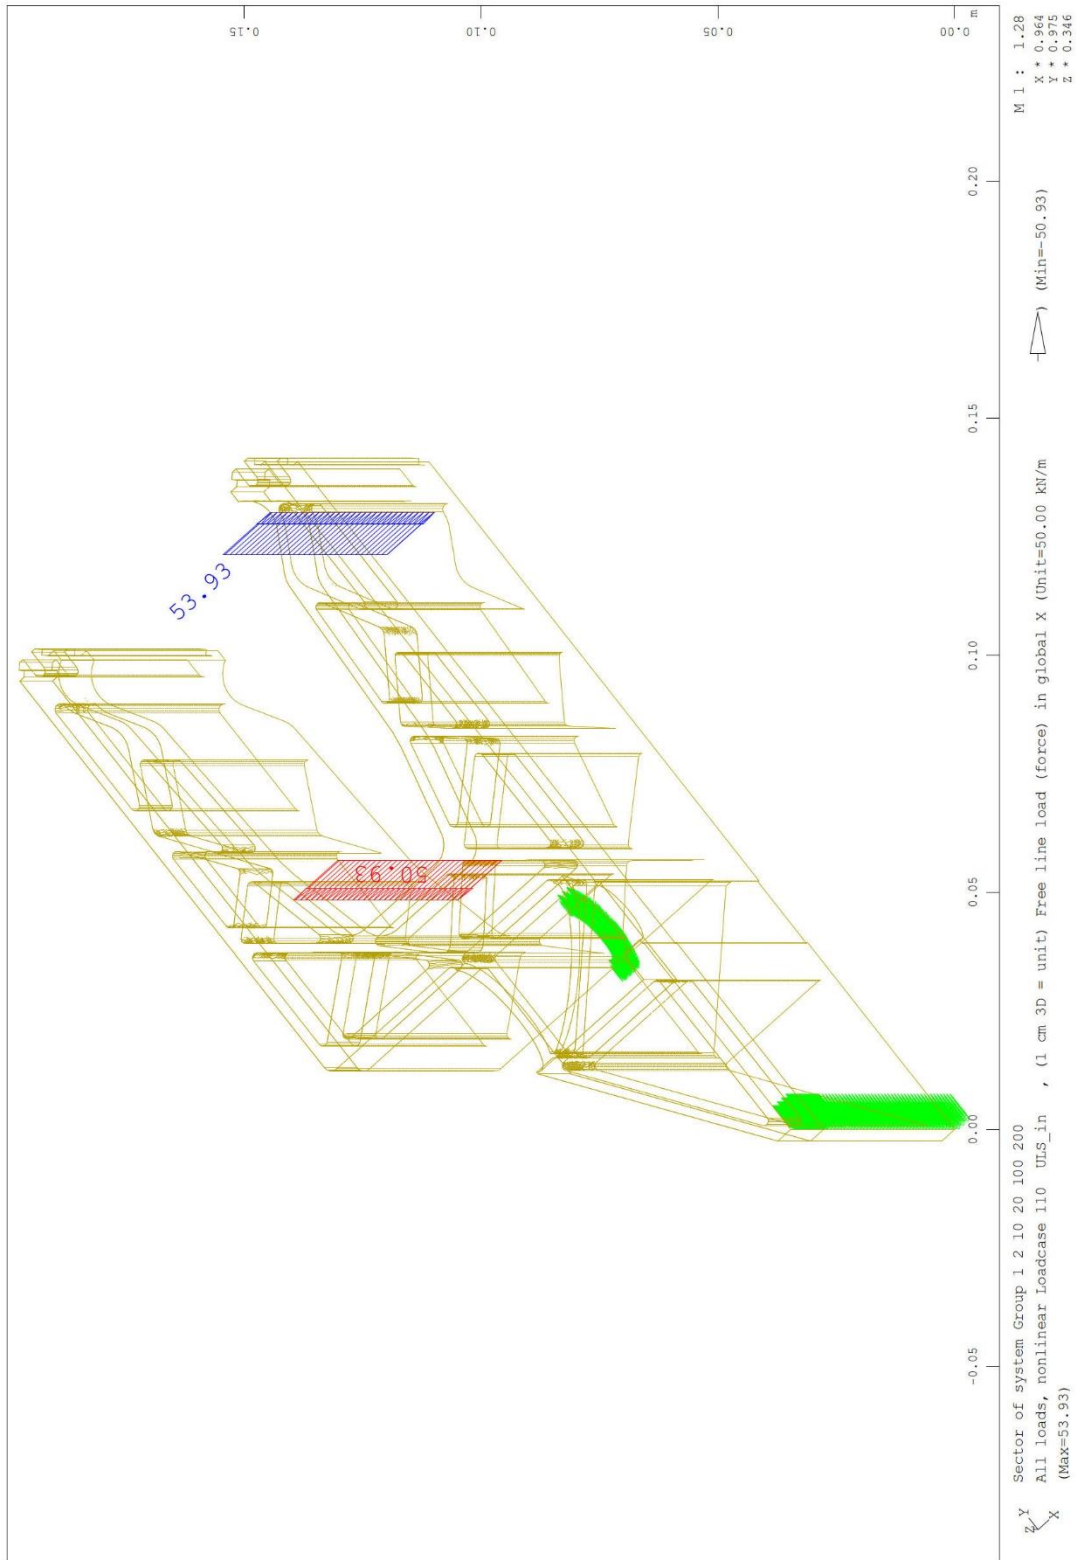 53.93
50.93
0.15
0.10
0.05
0.00
m
-0.05
0.00
0.05
0.10
0.15
0.20
Z
Y
X
Sector of system Group 1 2 10 20 100 200
M 1 : 1.28
All loads, nonlinear Loadcase 110 ULS_in , (1 cm 3D = unit) Free line load (force) in global X (Unit=50.00 kN/m ) (Min=-50.93)
X * 0.964
(Max=53.93)
Y * 0.975
Z * 0.346